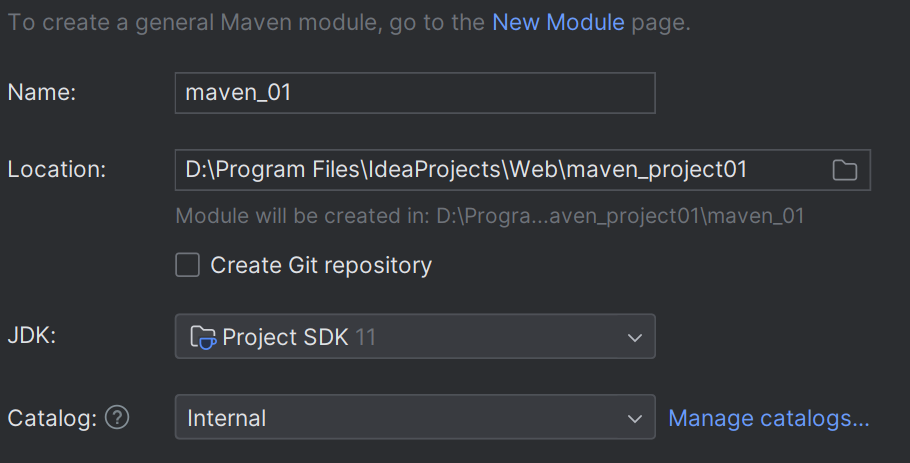 To create a general Maven module, go to the New Module page.
Name: maven_01
Location: D:\Program Files\IdeaProjects\Web\maven_project01
Module will be created in: D:\Progra...aven_project01\maven_01
Create Git repository
JDK: Project SDK 11
Catalog: ? Internal Manage catalogs...